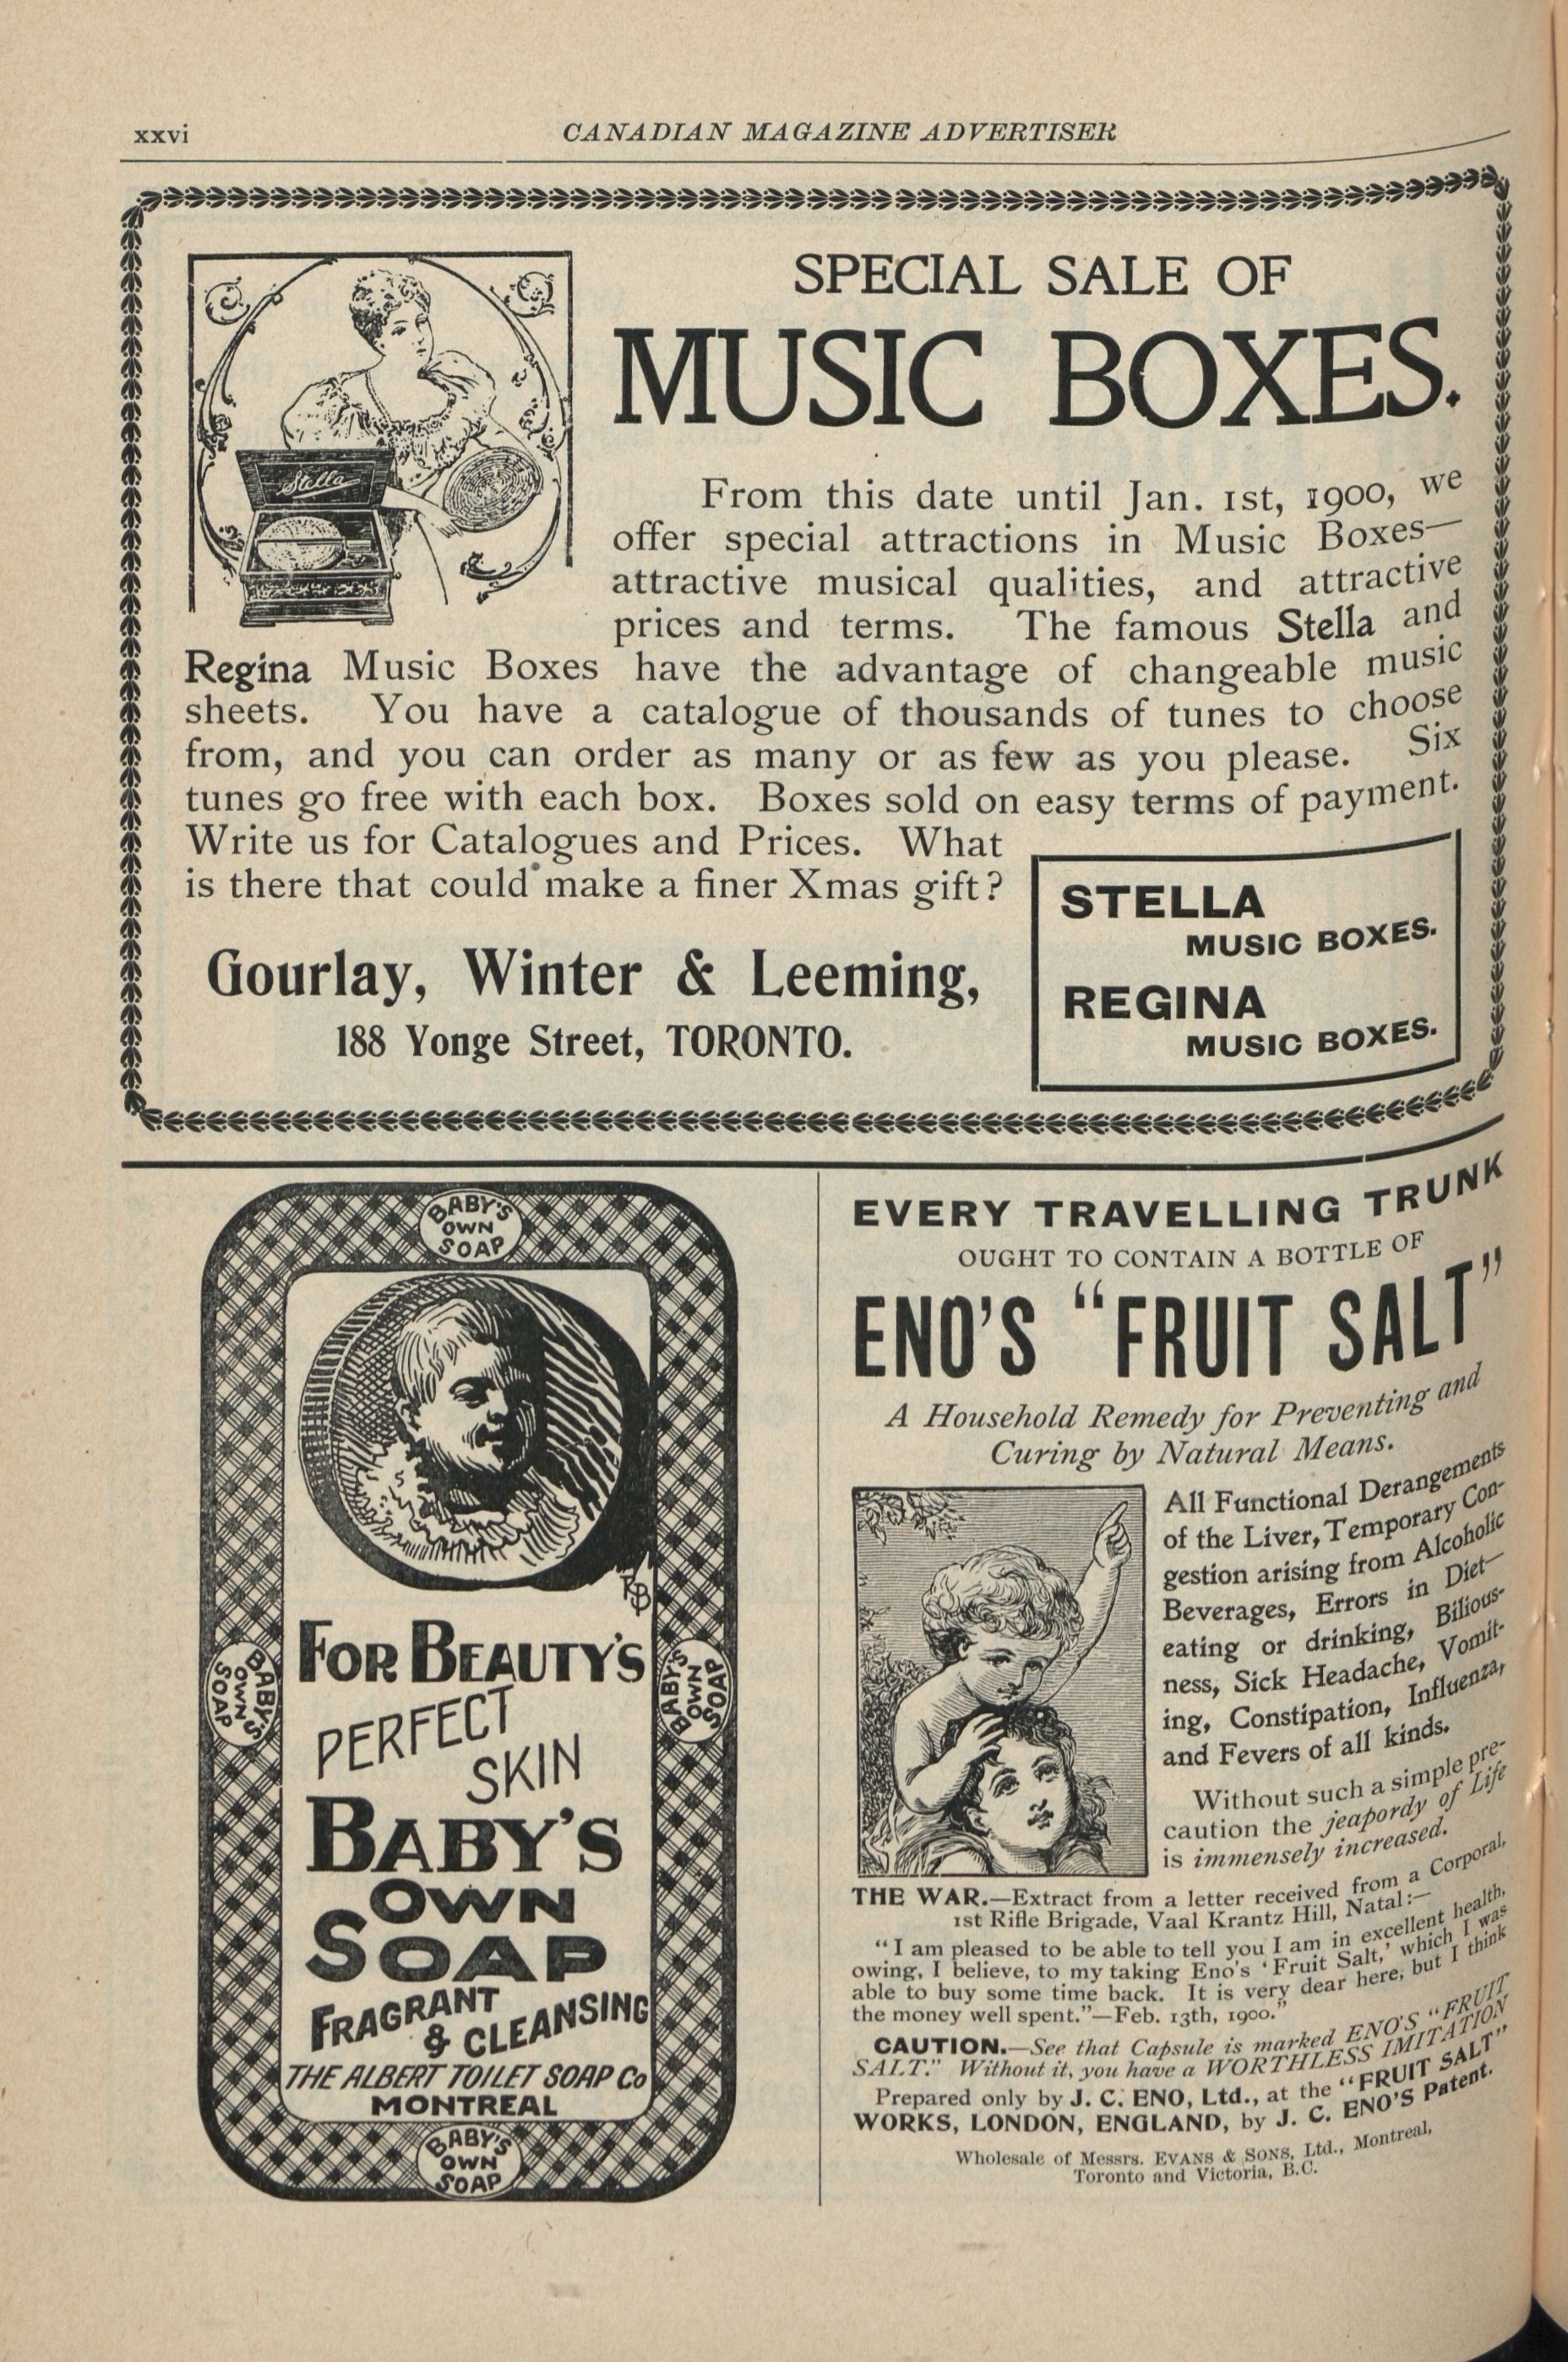 xxvi
CANADIAN MAGAZINE ADVERTISER
Stella
SPECIAL SALE OF
MUSIC BOXES.
From this date until Jan. 1st, 1900, we
offer special attractions in Music Boxes—
attractive musical qualities, and attractive
prices and terms. The famous Stella and
Regina Music Boxes have the advantage of changeable music
sheets. You have a catalogue of thousands of tunes to choose
from, and you can order as many or as few as you please. Six
tunes go free with each box. Boxes sold on easy terms of payment.
Write us for Catalogues and Prices. What
is there that could make a finer Xmas gift?
Gourlay, Winter & Leeming,
188 Yonge Street, TORONTO.
STELLA
MUSIC BOXES.
REGINA
MUSIC BOXES.
BABY'S
OWN
SOAP
RB
FOR BEAUTY'S
PERFECT
SKIN
BABY'S
OWN
SOAP
FRAGRANT
& CLEANSING
THE ALBERT TOILET SOAP Co
MONTREAL
BABY'S
OWN
SOAP
BABY'S
OWN
SOAP
BABY'S
OWN
SOAP
EVERY TRAVELLING TRUNK
OUGHT TO CONTAIN A BOTTLE OF
ENO'S "FRUIT SALT"
A Household Remedy for Preventing and
Curing by Natural Means.
All Functional Derangements
of the Liver, Temporary Con-
gestion arising from Alcoholic
Beverages, Errors in Diet—
eating or drinking, Bilious-
ness, Sick Headache, Vomit-
ing, Constipation, Influenza,
and Fevers of all kinds.
Without such a simple pre-
caution the jeapordy of Life
is immensely increased.
THE WAR.—Extract from a letter received from a Corporal,
1st Rifle Brigade, Vaal Krantz Hill, Natal:—
"I am pleased to be able to tell you I am in excellent health,
owing, I believe, to my taking Eno's 'Fruit Salt,' which I was
able to buy some time back. It is very dear here, but I think
the money well spent."—Feb. 13th, 1900."
CAUTION.—See that Capsule is marked ENO'S "FRUIT
SALT." Without it, you have a WORTHLESS IMITATION
Prepared only by J. C. ENO, Ltd., at the "FRUIT SALT"
WORKS, LONDON, ENGLAND, by J. C. ENO'S Patent.
Wholesale of Messrs. EVANS & SONS, Ltd., Montreal,
Toronto and Victoria, B.C.